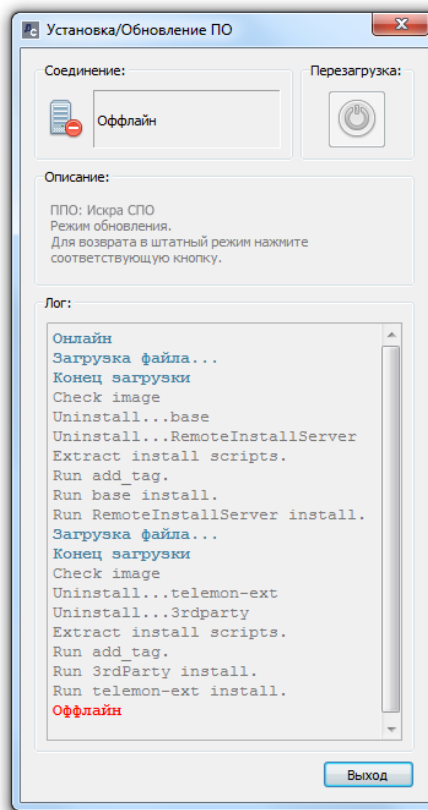 Установка/Обновление ПО
Соединение:
Перезагрузка:
Оффлайн
Описание:
ППО: Искра СПО
Режим обновления.
Для возврата в штатный режим нажмите
соответствующую кнопку.
Лог:
Онлайн
Загрузка файла...
Конец загрузки
Check image
Uninstall...base
Uninstall...RemoteInstallServer
Extract install scripts.
Run add_tag.
Run base install.
Run RemoteInstallServer install.
Загрузка файла...
Конец загрузки
Check image
Uninstall...telemon-ext
Uninstall...3rdparty
Extract install scripts.
Run add_tag.
Run 3rdParty install.
Run telemon-ext install.
Оффлайн
Выход